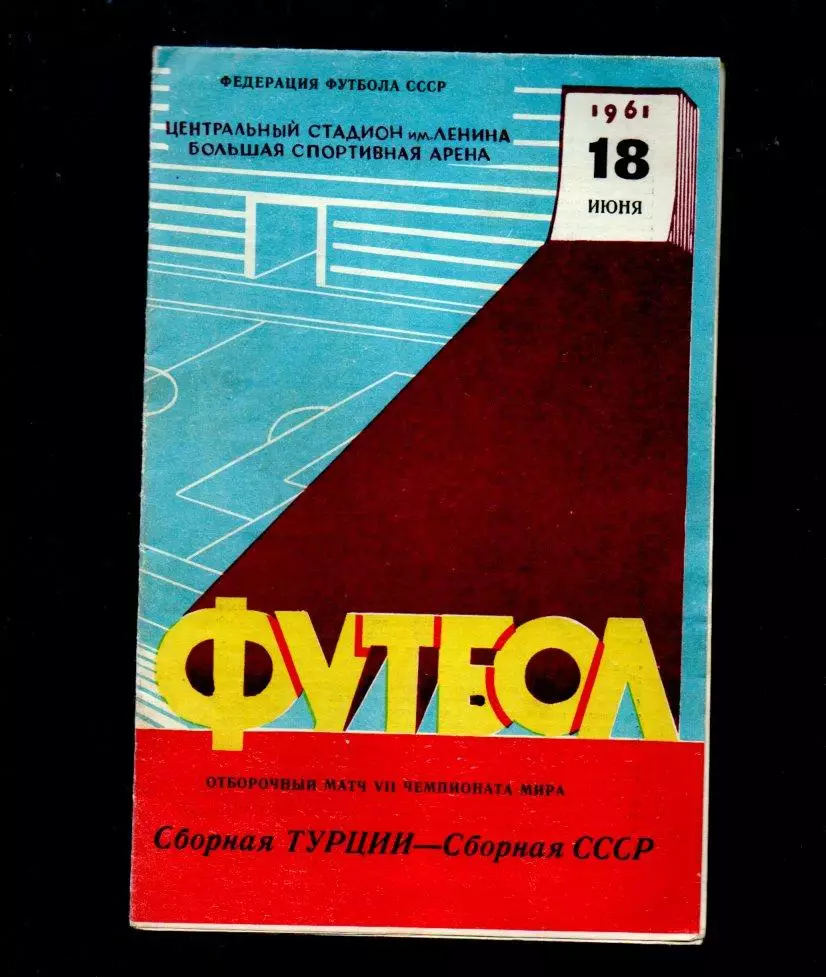 ФЕДЕРАЦИЯ ФУТБОЛА СССР
ЦЕНТРАЛЬНЫЙ СТАДИОН им. ЛЕНИНА
БОЛЬШАЯ СПОРТИВНАЯ АРЕНА
1961
18
ИЮНЯ
ФУТБОЛ
ОТБОРОЧНЫЙ МАТЧ VII ЧЕМПИОНАТА МИРА
Сборная ТУРЦИИ—Сборная СССР